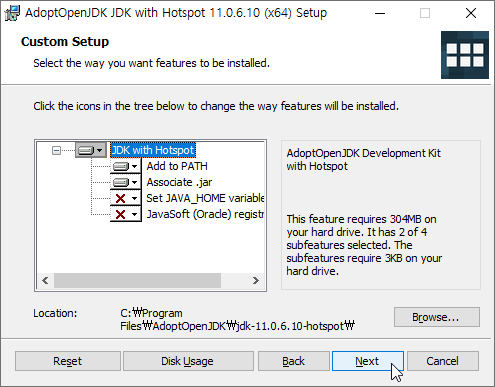 AdoptOpenJDK JDK with Hotspot 11.0.6.10 (x64) Setup
Custom Setup
Select the way you want features to be installed.
Click the icons in the tree below to change the way features will be installed.
JDK with Hotspot
Add to PATH
Associate .jar
Set JAVA_HOME variable
JavaSoft (Oracle) registr
AdoptOpenJDK Development Kit
with Hotspot
This feature requires 304MB on
your hard drive. It has 2 of 4
subfeatures selected. The
subfeatures require 3KB on your
hard drive.
Location:
C:₩Program
Files₩AdoptOpenJDK₩jdk-11.0.6.10-hotspot₩
Browse...
Reset
Disk Usage
Back
Next
Cancel